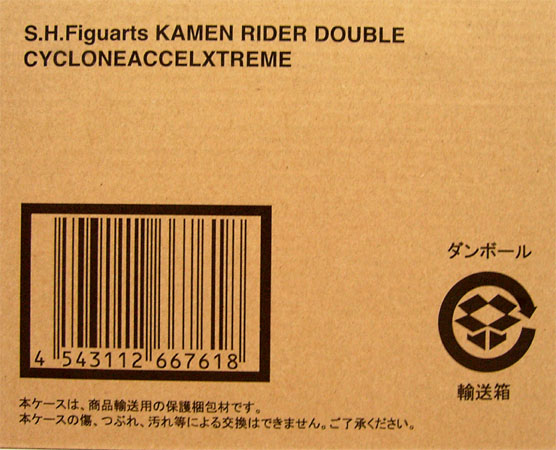 S.H.Figuarts KAMEN RIDER DOUBLE
CYCLONEACCELXTREME
ダンボール
4 543112 667618
輸送箱
本ケースは、商品輸送用の保護梱包材です。
本ケースの傷、つぶれ、汚れ等による交換はできません。ご了承ください。